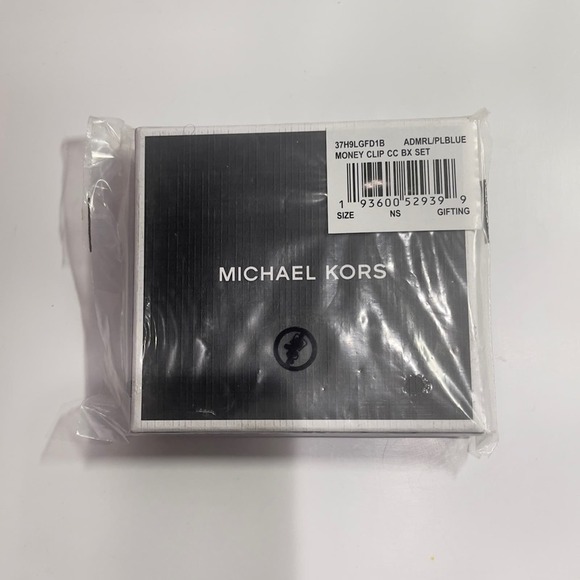 37H9LGFD1B ADMRL/PLBLUE
MONEY CLIP CC BX SET
1 93600 52939 9
SIZE NS GIFTING
MICHAEL KORS